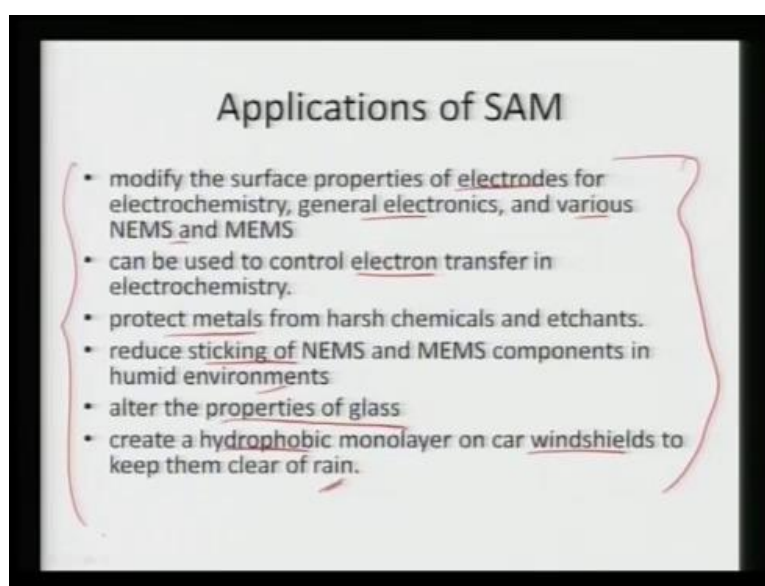 Applications of SAM
• modify the surface properties of electrodes for
electrochemistry, general electronics, and various
NEMS and MEMS
• can be used to control electron transfer in
electrochemistry.
• protect metals from harsh chemicals and etchants.
• reduce sticking of NEMS and MEMS components in
humid environments
• alter the properties of glass
• create a hydrophobic monolayer on car windshields to
keep them clear of rain.